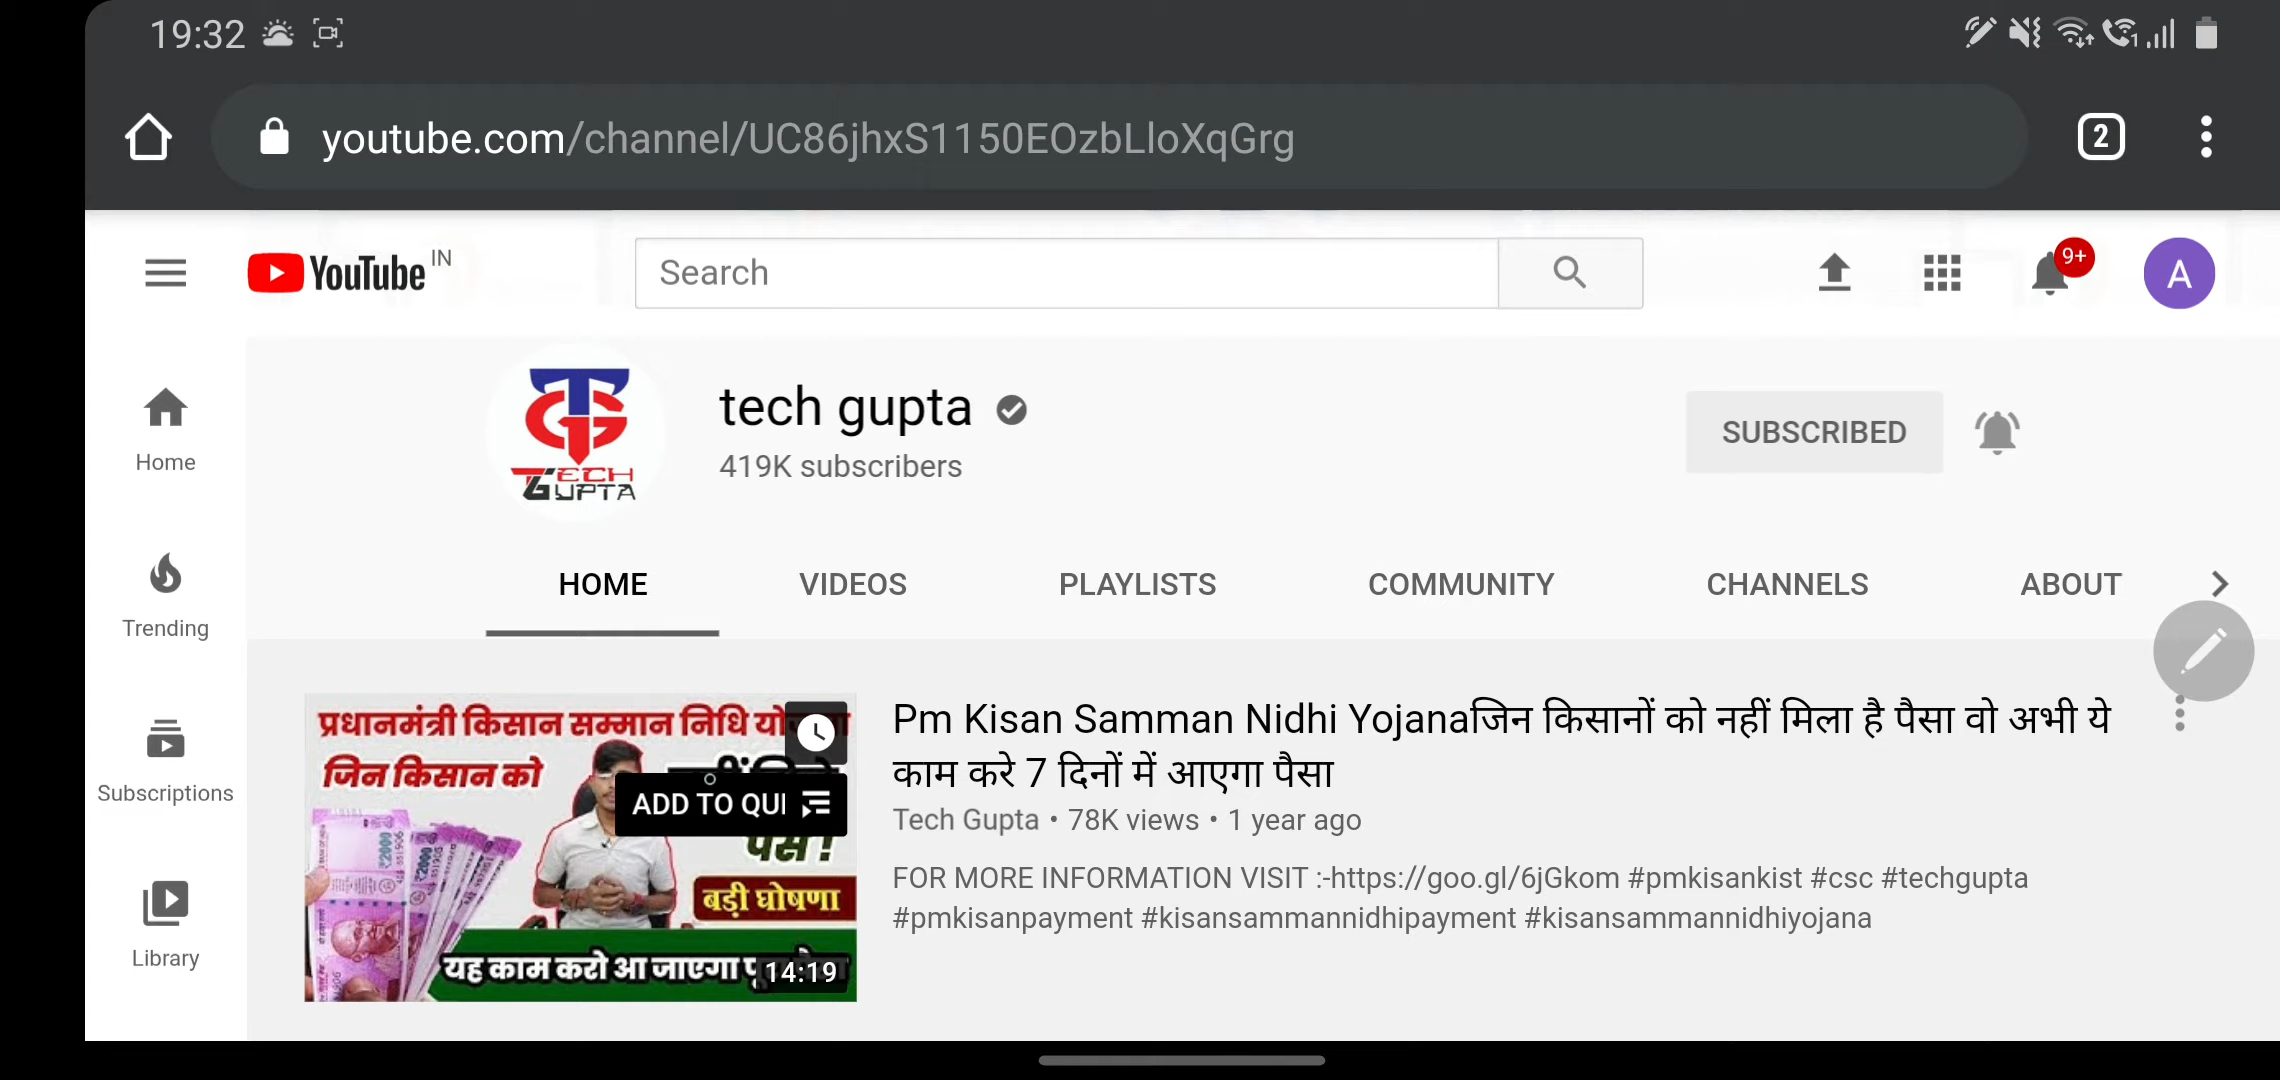 19:32
youtube.com/channel/UC86jhxS1150EOzbLloXqGrg
2
YouTube IN
Search
9+
A
TECH
GUPTA
tech gupta
419K subscribers
SUBSCRIBED
Home
Trending
Subscriptions
Library
HOME VIDEOS PLAYLISTS COMMUNITY CHANNELS ABOUT
प्रधानमंत्री किसान सम्मान निधि
जिन किसान को
ADD TO QU
बड़ी घोषणा
यह काम करो आ जाएगा
14:19
Pm Kisan Samman Nidhi Yojanaजिन किसानों को नहीं मिला है पैसा वो अभी ये
काम करे 7 दिनों में आएगा पैसा
Tech Gupta • 78K views • 1 year ago
FOR MORE INFORMATION VISIT :-https://goo.gl/6jGkom #pmkisankist #csc #techgupta
#pmkisanpayment #kisansammannidhipayment #kisansammannidhiyojana